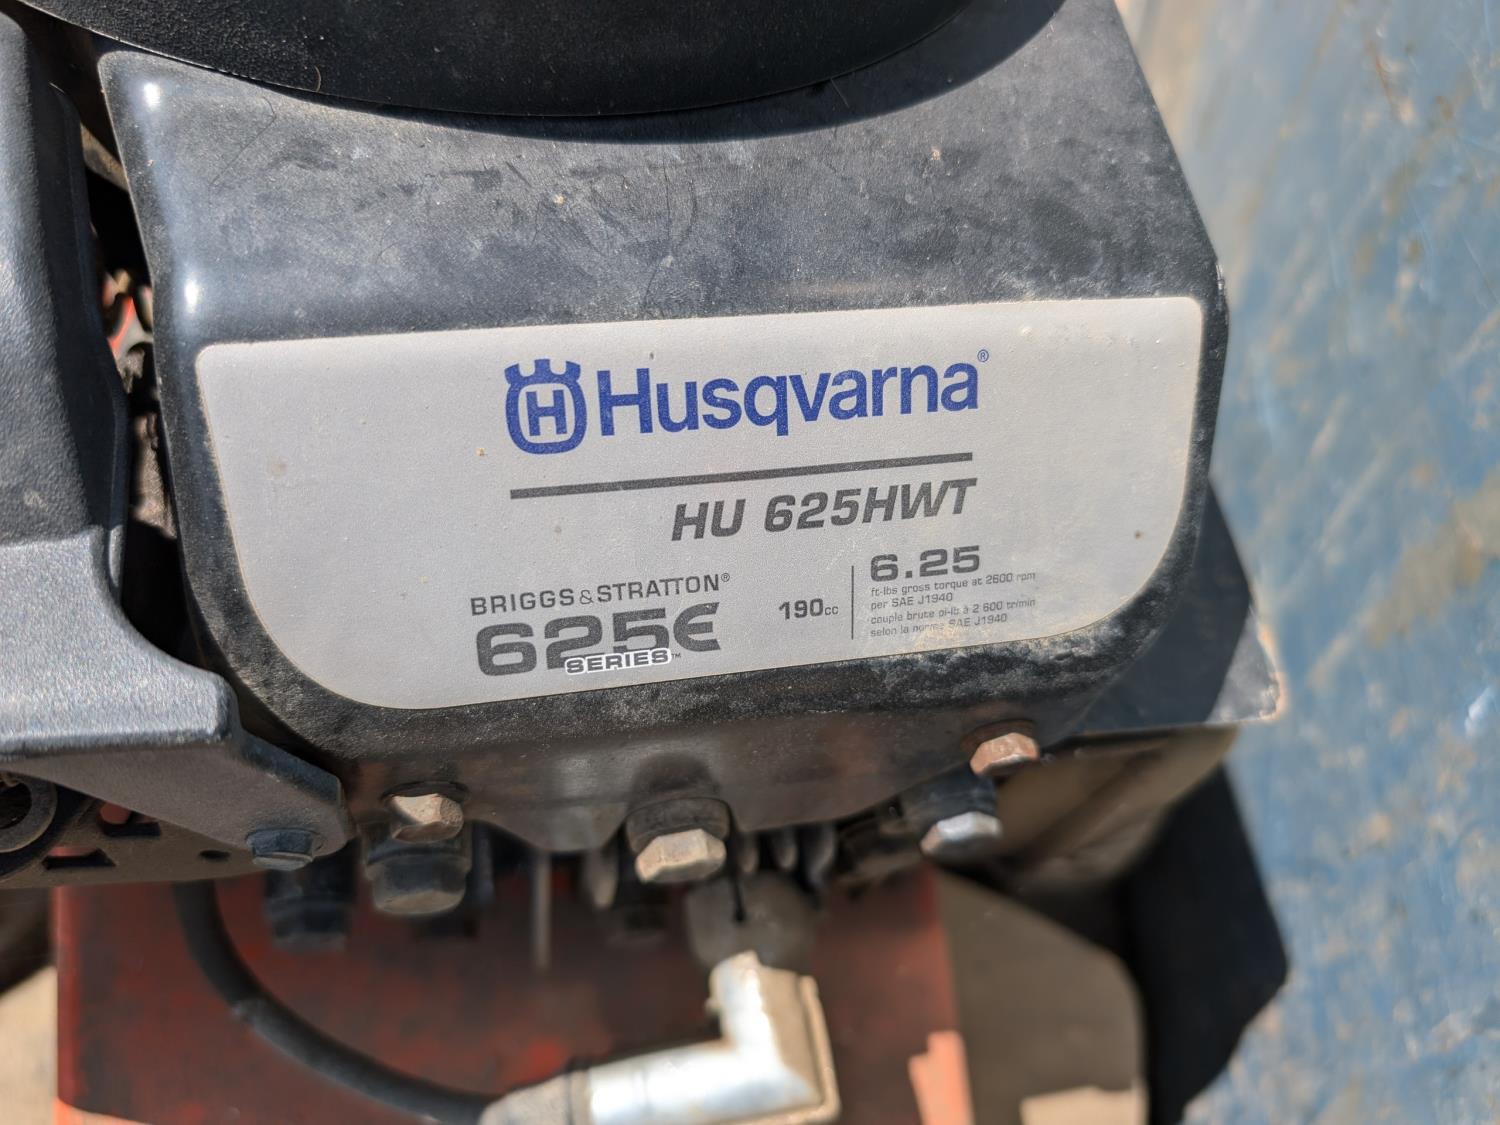 H Husqvarna®
HU 625HWT
BRIGGS & STRATTON®
625E
SERIES™
190cc
6.25
ft-lbs gross torque at 2600 rpm
per SAE J1940
couple brute pi-lb à 2 600 tr/min
selon la norme SAE J1940